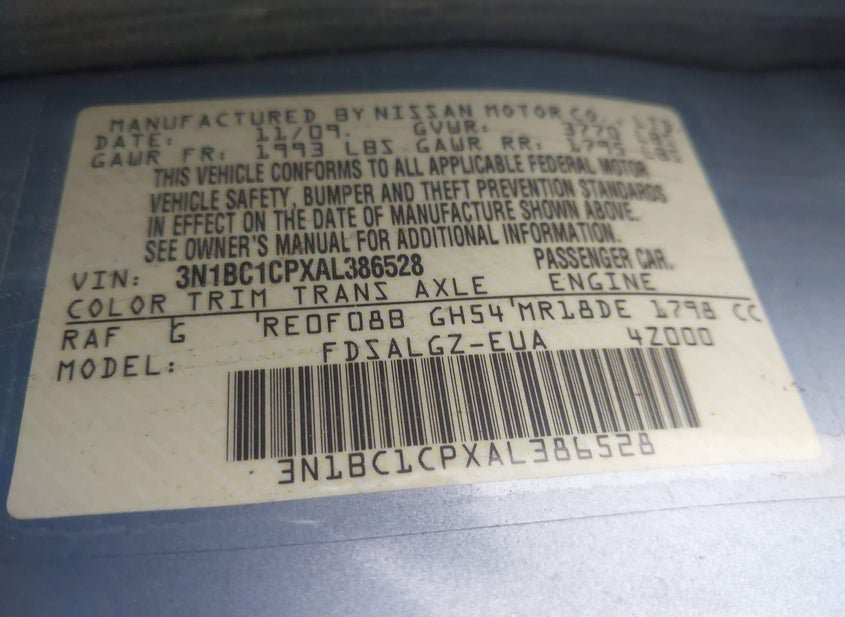 MANUFACTURED BY NISSAN MOTOR CO., LTD.
DATE: 11/09. GVWR: 3770 LBS
GAWR FR: 1993 LBS. GAWR RR: 1795 LBS
THIS VEHICLE CONFORMS TO ALL APPLICABLE FEDERAL MOTOR
VEHICLE SAFETY, BUMPER AND THEFT PREVENTION STANDARDS
IN EFFECT ON THE DATE OF MANUFACTURE SHOWN ABOVE.
SEE OWNER'S MANUAL FOR ADDITIONAL INFORMATION.
VIN: 3N1BC1CPXAL386528 PASSENGER CAR.
COLOR TRIM TRANS AXLE ENGINE
RAF G RE0F08B GH54 MR18DE 1798 CC
MODEL: FDSALGZ-EUA 4Z000
3N1BC1CPXAL386528